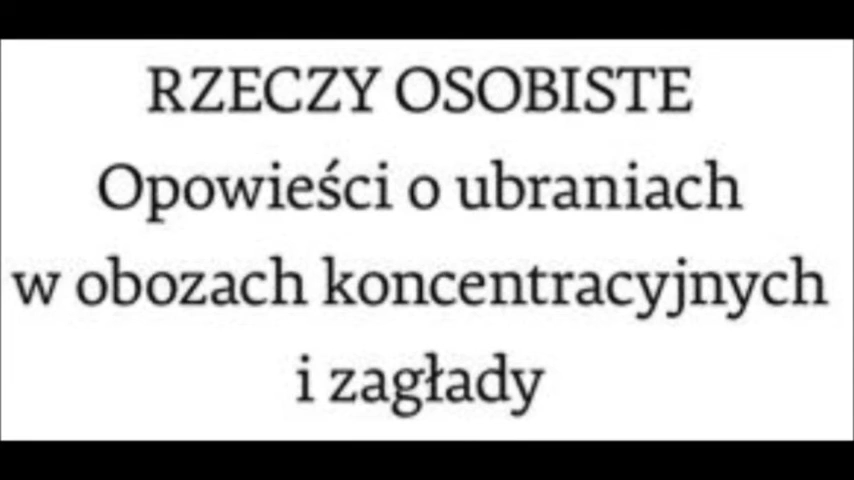 RZECZY OSOBISTE
Opowieści o ubraniach
w obozach koncentracyjnych
i zagłady